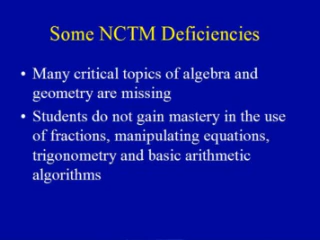 Some NCTM Deficiencies
• Many critical topics of algebra and
geometry are missing
• Students do not gain mastery in the use
of fractions, manipulating equations,
trigonometry and basic arithmetic
algorithms